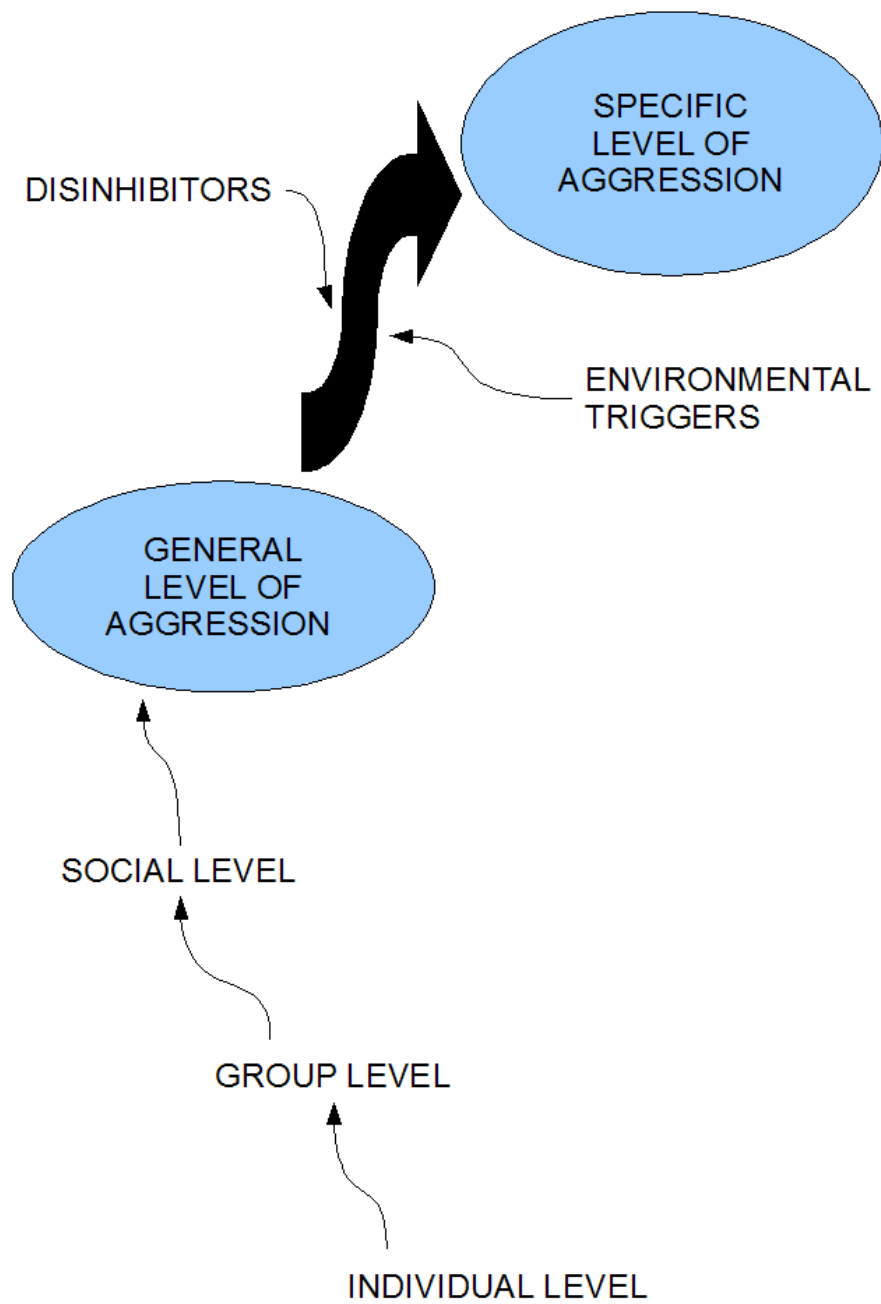 SPECIFIC
LEVEL OF
AGGRESSION
DISINHIBITORS
ENVIRONMENTAL
TRIGGERS
GENERAL
LEVEL OF
AGGRESSION
SOCIAL LEVEL
GROUP LEVEL
INDIVIDUAL LEVEL